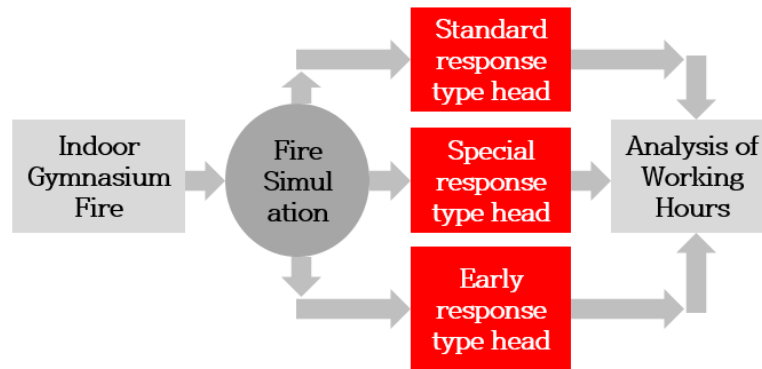 Indoor
Gymnasium
Fire
Fire
Simul
ation
Standard
response
type head
Special
response
type head
Early
response
type head
Analysis of
Working
Hours